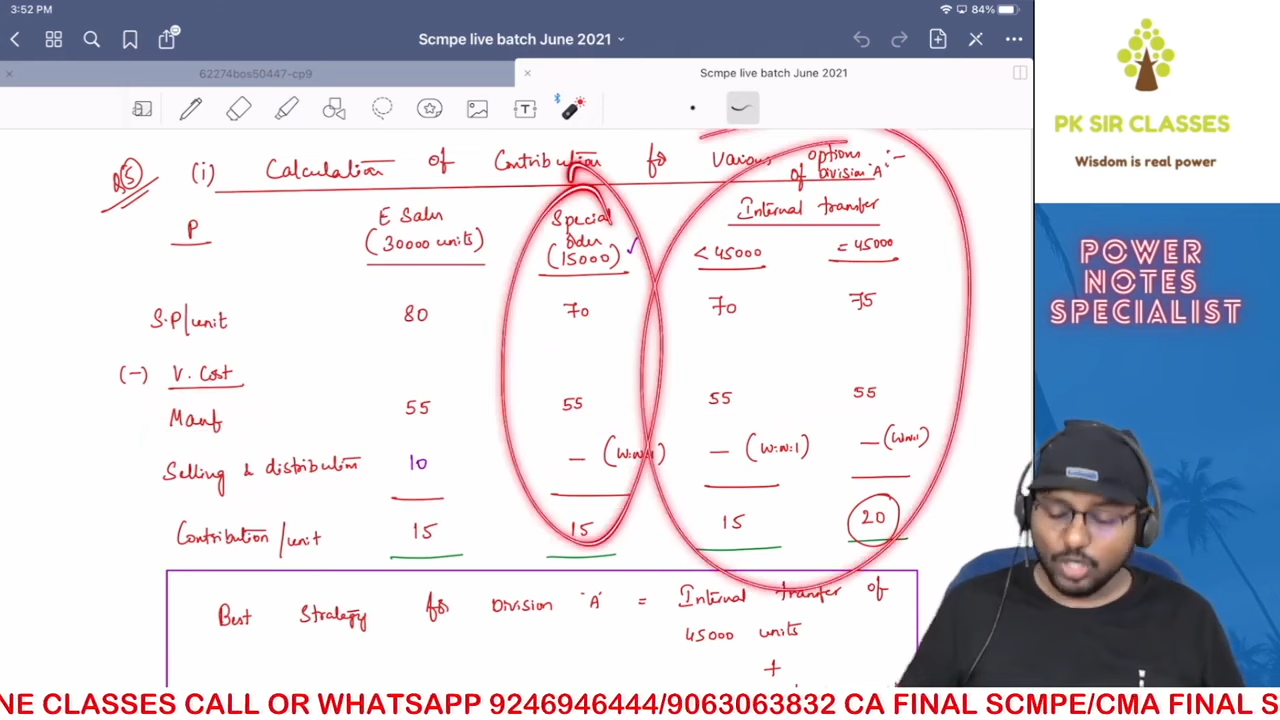 3:52 PM
84%
Scmpe live batch June 2021
62274bos50447-cp9
Scmpe live batch June 2021
PK SIR CLASSES
Wisdom is real power
POWER
NOTES
SPECIALIST
Q5 (i) Calculation of Contribution for Various options
of Division 'A' :-
P
E Sales
(30000 units)
Special
order
(15000)
Internal transfer
< 45000
= 45000
S.P/unit 80 70 70 75
(-) V. Cost
Manf 55 55 55 55
Selling & distribution 10 — (W.N.1) — (W.N.1) — (W.N.1)
Contribution /unit 15 15 15 20
Best Strategy for Division 'A' = Internal transfer of
45000 units
+
NE CLASSES CALL OR WHATSAPP 9246946444/9063063832 CA FINAL SCMPE/CMA FINAL S